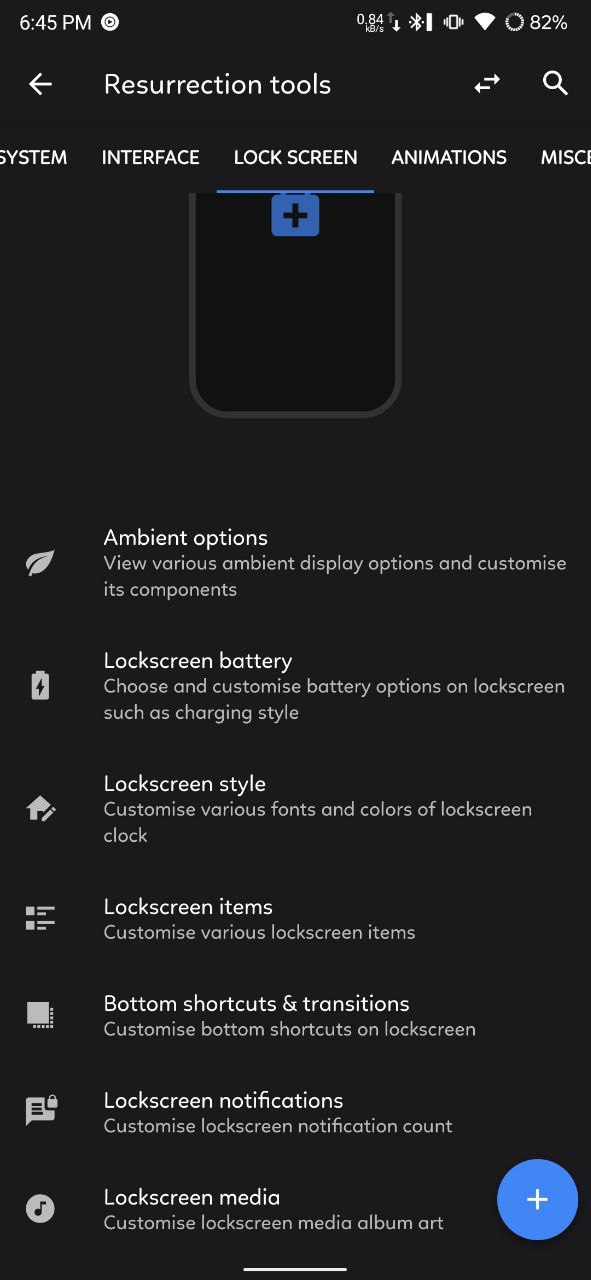 6:45 PM
0.84 kB/s
82%
Resurrection tools
SYSTEM INTERFACE LOCK SCREEN ANIMATIONS MISCE
Ambient options
View various ambient display options and customise
its components
Lockscreen battery
Choose and customise battery options on lockscreen
such as charging style
Lockscreen style
Customise various fonts and colors of lockscreen
clock
Lockscreen items
Customise various lockscreen items
Bottom shortcuts & transitions
Customise bottom shortcuts on lockscreen
Lockscreen notifications
Customise lockscreen notification count
Lockscreen media
Customise lockscreen media album art